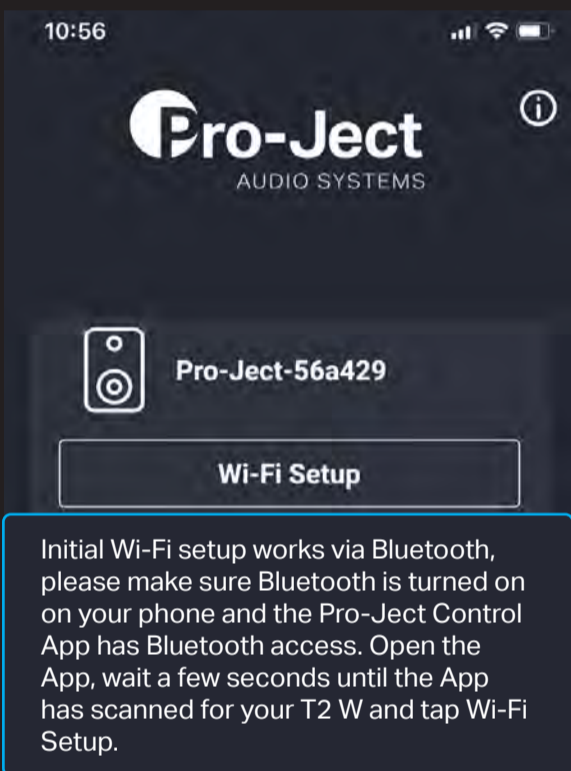 10:56
Pro-Ject
AUDIO SYSTEMS
Pro-Ject-56a429
Wi-Fi Setup
Initial Wi-Fi setup works via Bluetooth,
please make sure Bluetooth is turned on
on your phone and the Pro-Ject Control
App has Bluetooth access. Open the
App, wait a few seconds until the App
has scanned for your T2 W and tap Wi-Fi
Setup.